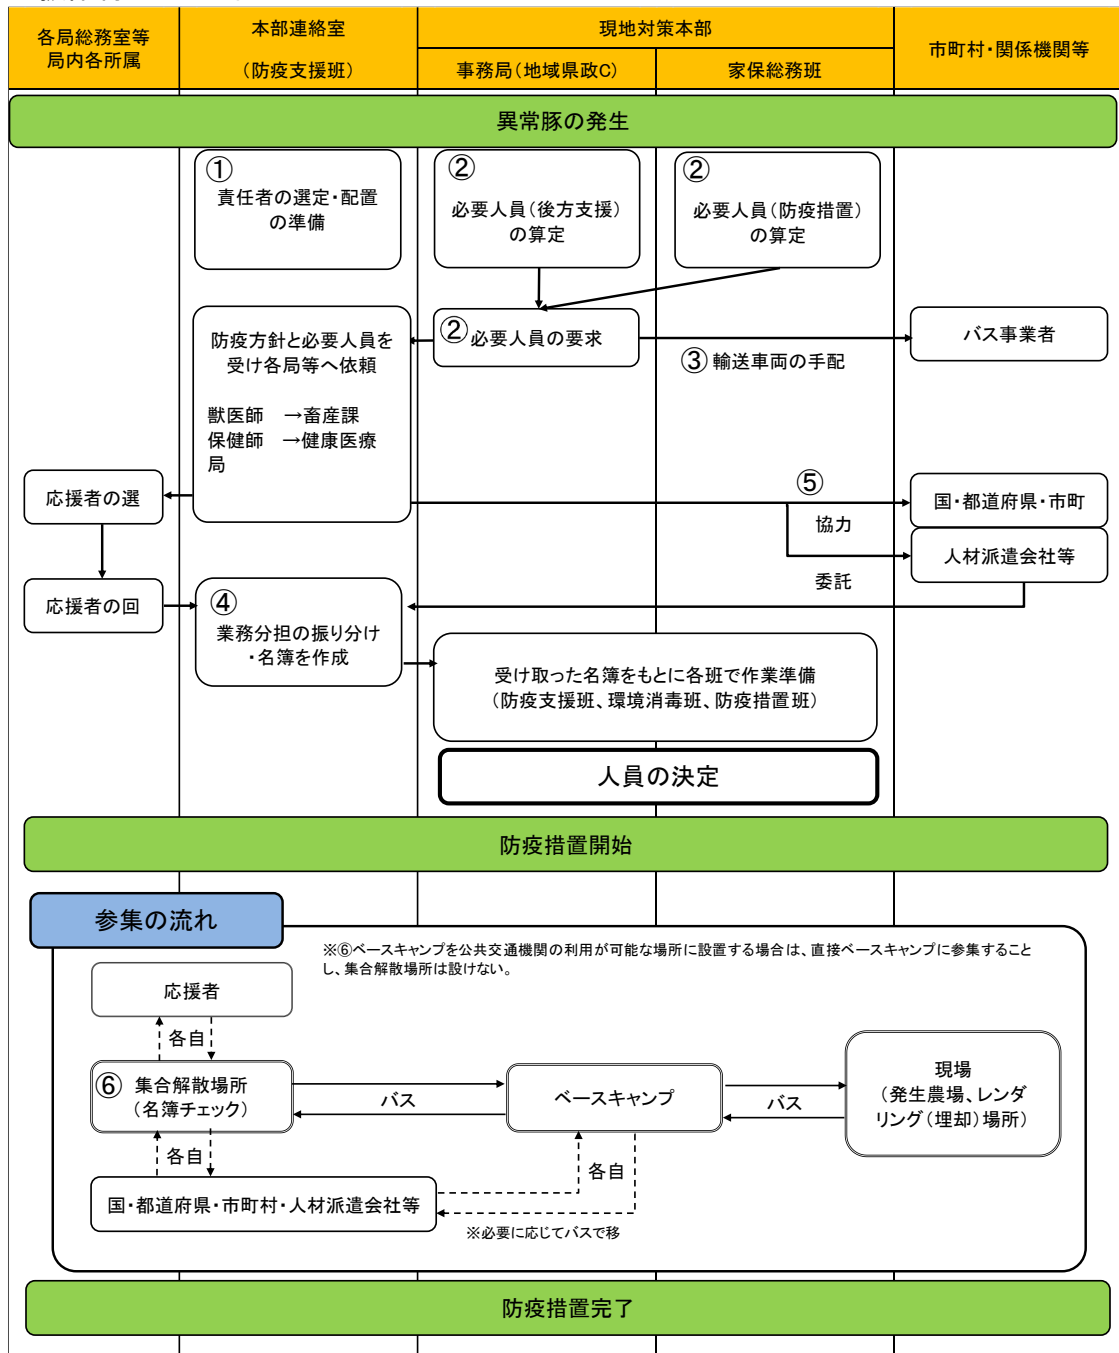 各局総務室等
局内各所属
本部連絡室
(防疫支援班)
現地対策本部
事務局(地域県政C)
家保総務班
市町村・関係機関等
異常豚の発生
①
責任者の選定・配置
の準備
②
必要人員(後方支援)
の算定
②
必要人員(防疫措置)
の算定
防疫方針と必要人員を
受け各局等へ依頼
獣医師　→畜産課
保健師　→健康医療
局
②必要人員の要求
③輸送車両の手配
バス事業者
応援者の選
⑤
協力
国・都道府県・市町
人材派遣会社等
委託
応援者の回
④
業務分担の振り分け
・名簿を作成
受け取った名簿をもとに各班で作業準備
(防疫支援班、環境消毒班、防疫措置班)
人員の決定
防疫措置開始
参集の流れ
※⑥ベースキャンプを公共交通機関の利用が可能な場所に設置する場合は、直接ベースキャンプに参集することと
し、集合解散場所は設けない。
応援者
各自
⑥集合解散場所
(名簿チェック)
バス
ベースキャンプ
バス
現場
(発生農場、レンダ
リング(埋却)場所)
各自
各自
国・都道府県・市町村・人材派遣会社等
※必要に応じてバスで移
防疫措置完了